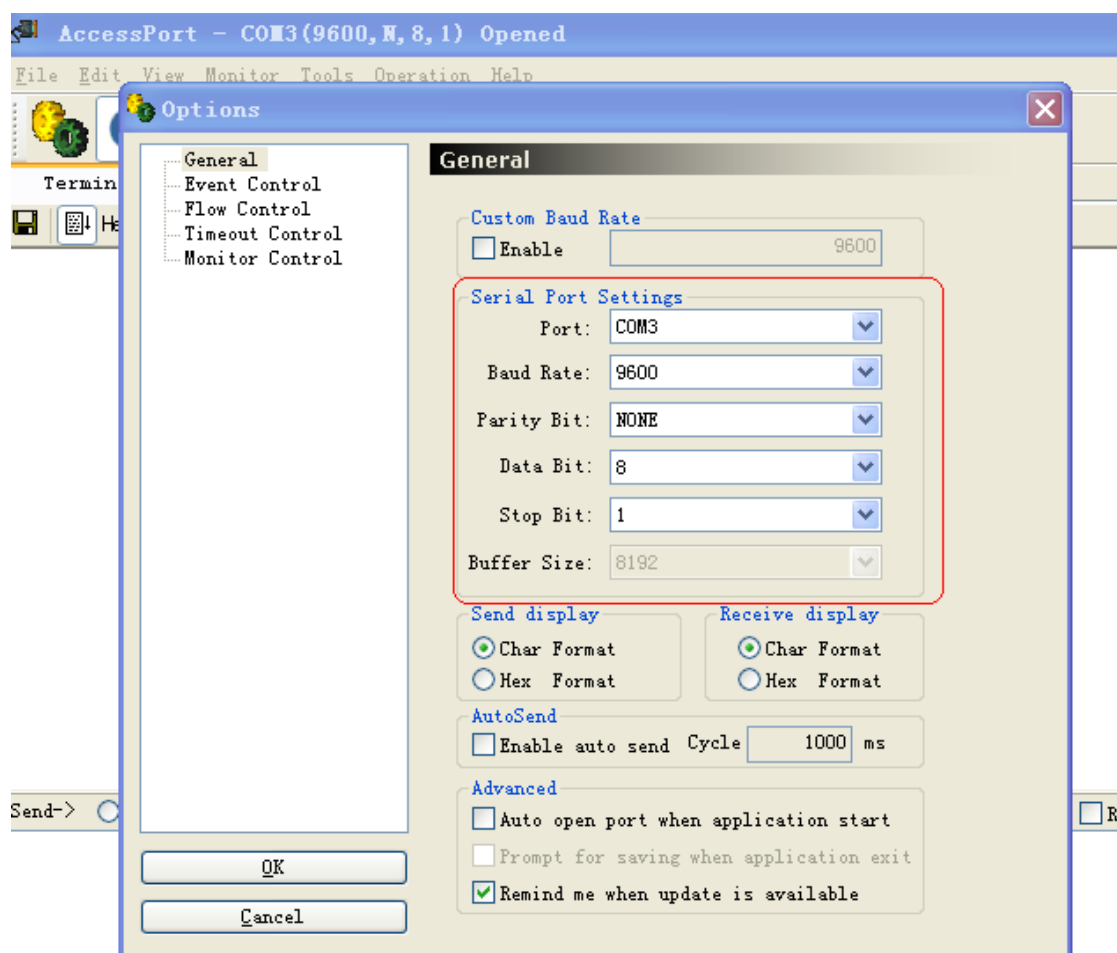 AccessPort - COM3(9600,N,8,1) Opened
File Edit View Monitor Tools Operation Help
Options
General
Event Control
Flow Control
Timeout Control
Monitor Control
OK
Cancel
General
Custom Baud Rate
Enable 9600
Serial Port Settings
Port: COM3
Baud Rate: 9600
Parity Bit: NONE
Data Bit: 8
Stop Bit: 1
Buffer Size: 8192
Send display
Char Format
Hex Format
Receive display
Char Format
Hex Format
AutoSend
Enable auto send Cycle 1000 ms
Advanced
Auto open port when application start
Prompt for saving when application exit
Remind me when update is available
Termin
He
Send->
R